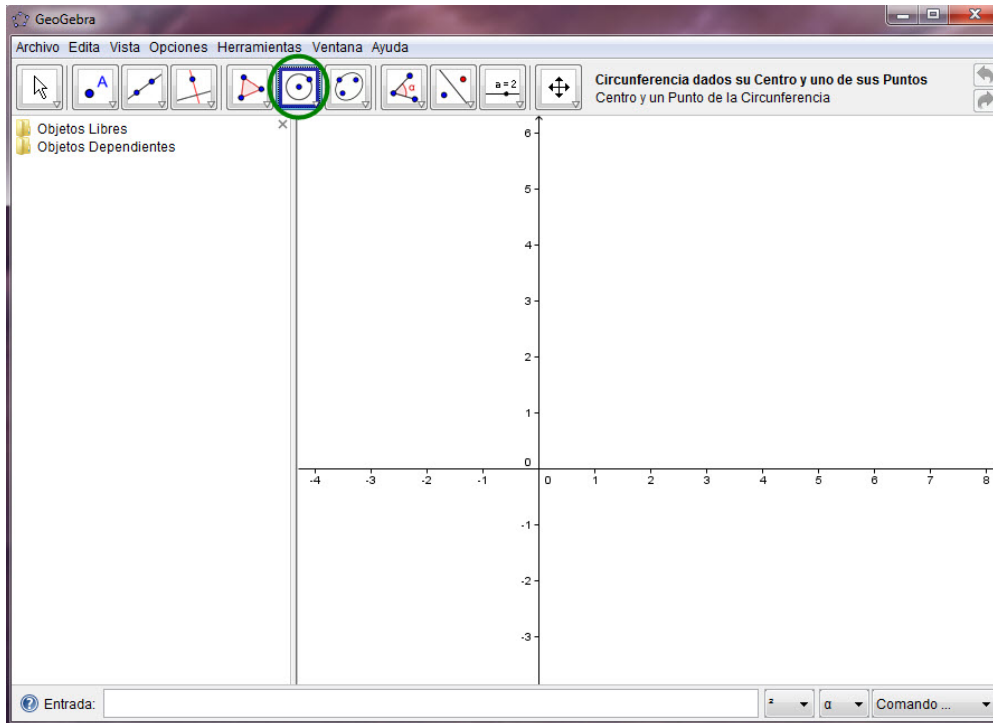 GeoGebra
Archivo Edita Vista Opciones Herramientas Ventana Ayuda
A
α
a = 2
Circunferencia dados su Centro y uno de sus Puntos
Centro y un Punto de la Circunferencia
Objetos Libres
Objetos Dependientes
6
5
4
3
2
1
0
-4 -3 -2 -1 0 1 2 3 4 5 6 7 8
-1
-2
-3
Entrada:
² α Comando ...